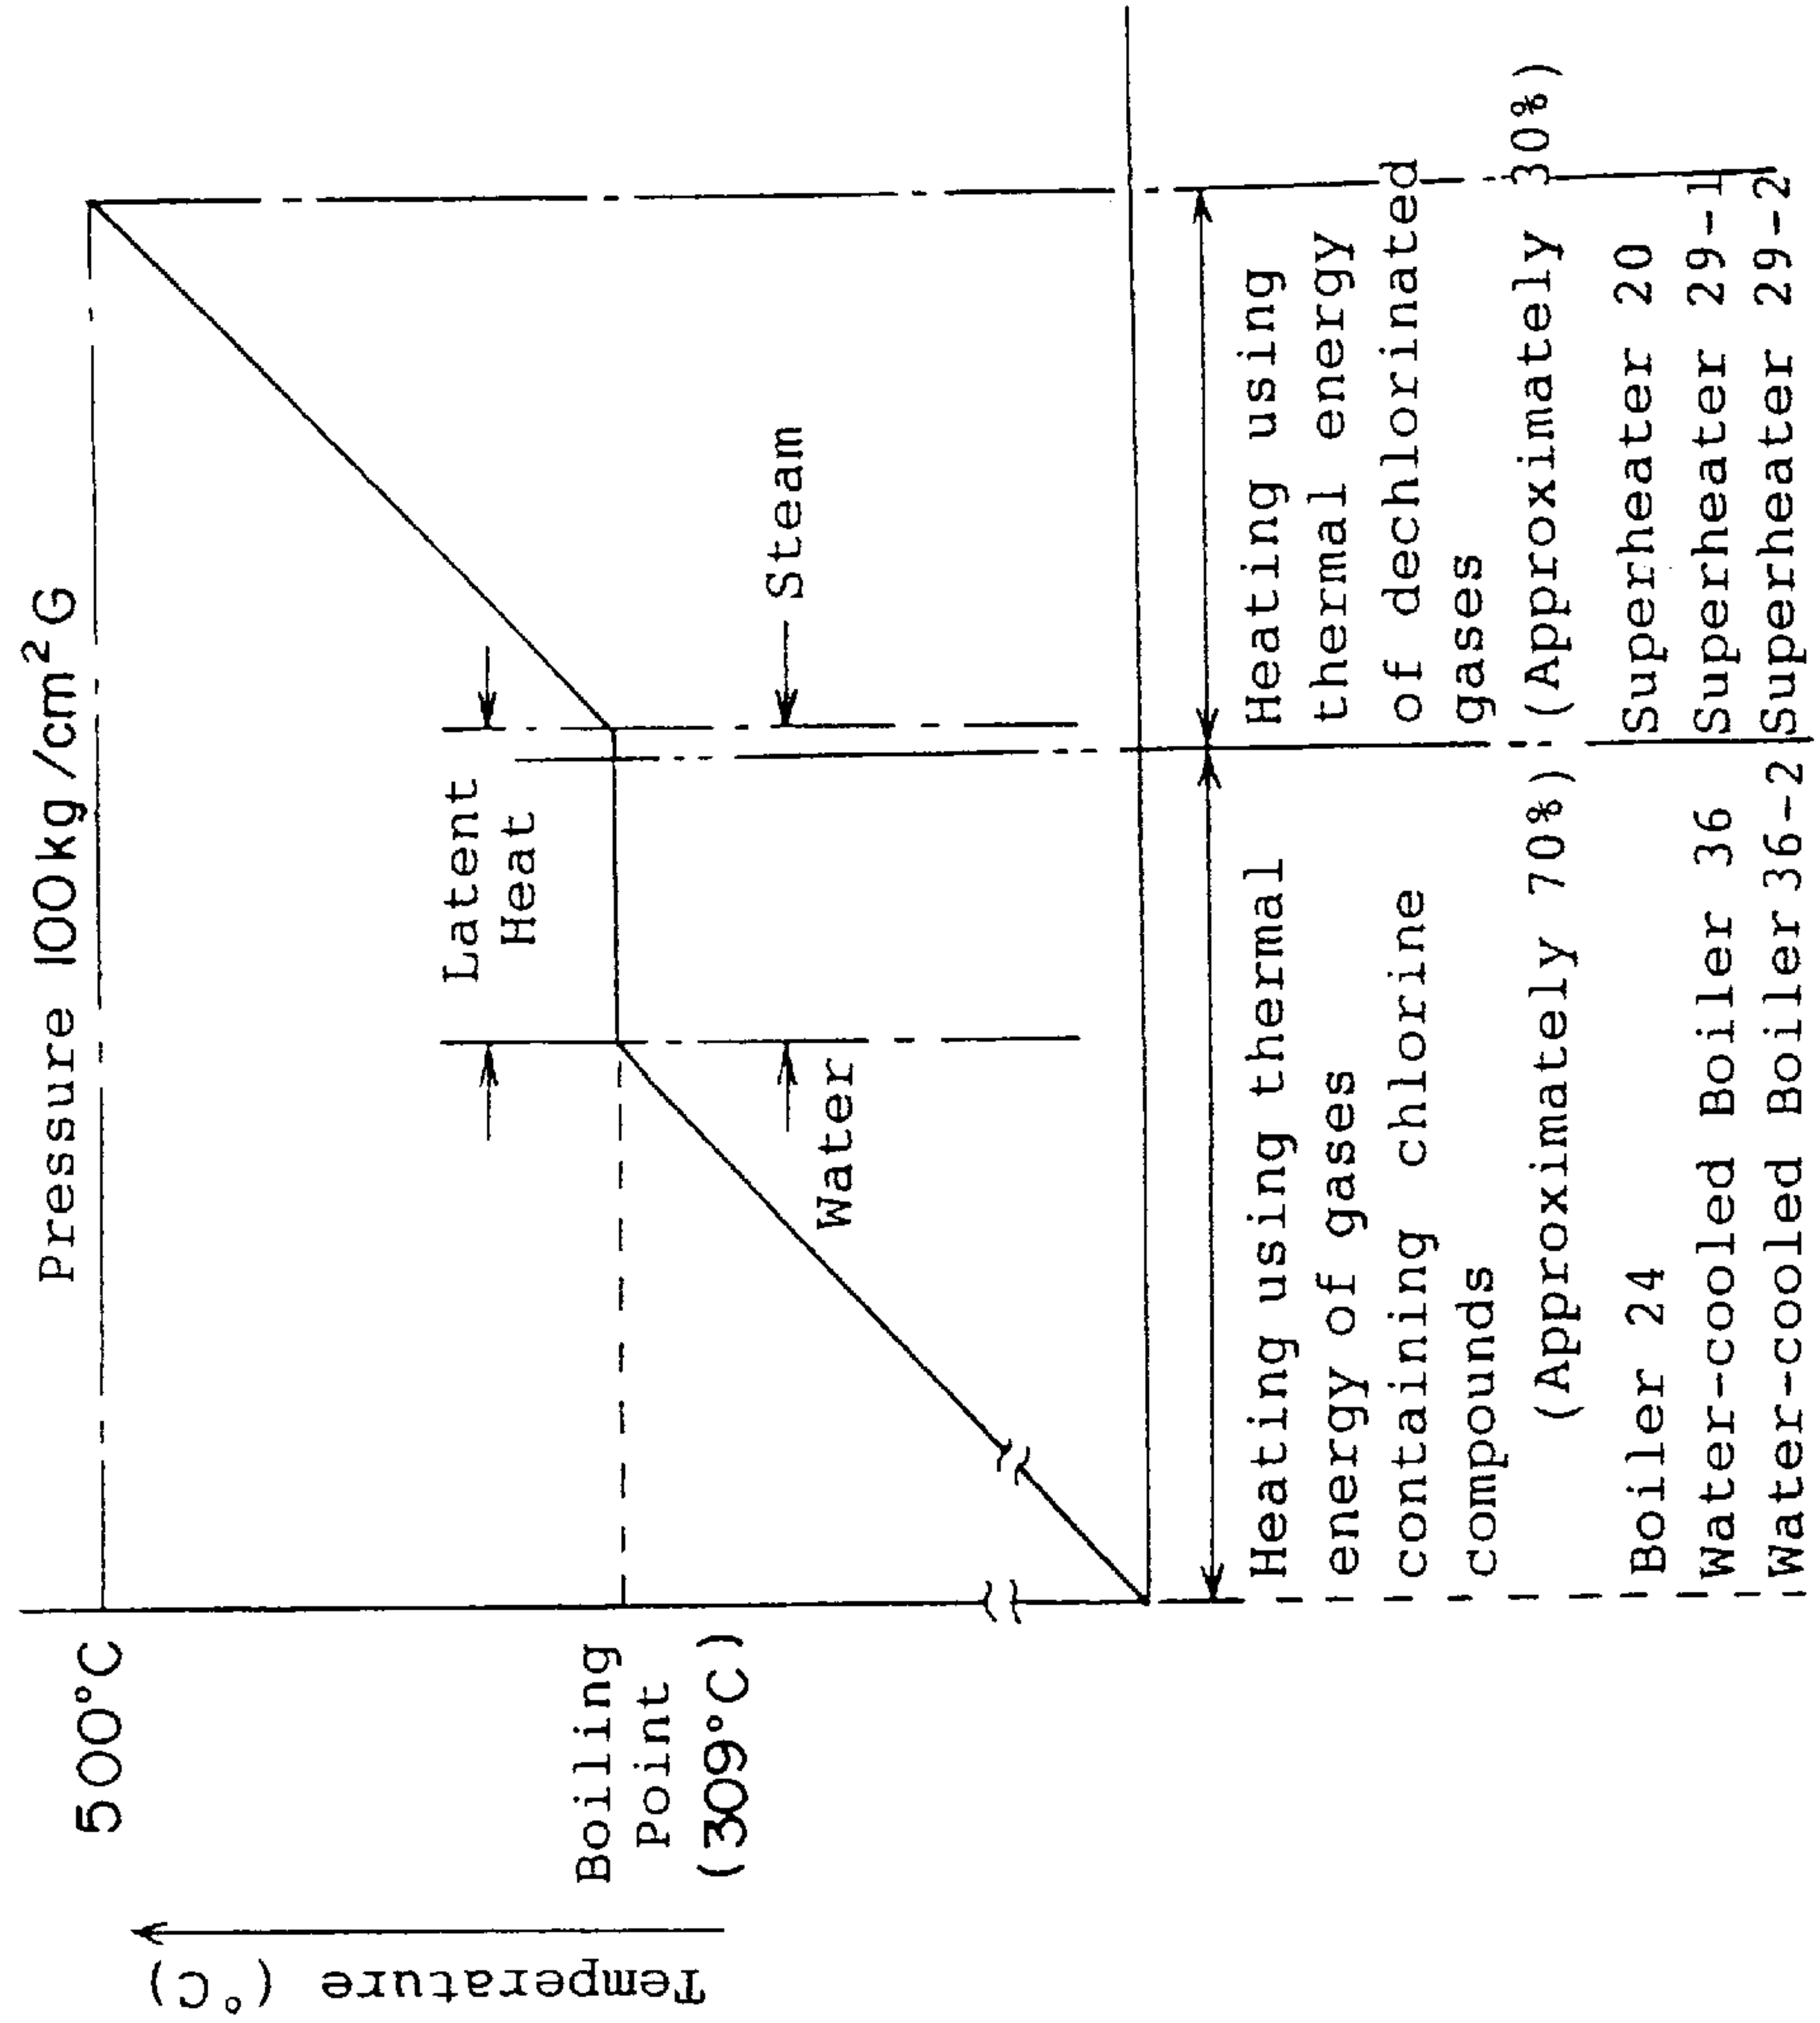 Pressure 100kg/cm²G
500°C
Boiling
Point
(309°C)
Temperature (°C)
Latent
Heat
Steam
Water
Heating using thermal
energy of gases
containing chlorine
compounds
(Approximately 70%)
Boiler 24
Water-cooled Boiler 36
Water-cooled Boiler 36-2
Heating using
thermal energy
of dechlorinated
gases
(Approximately 30%)
Superheater 20
Superheater 29-1
Superheater 29-2